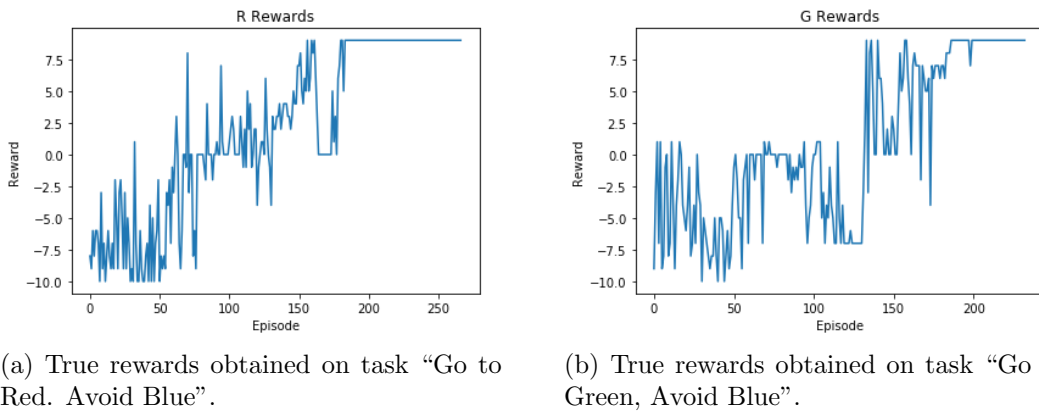 R Rewards
7.5
5.0
2.5
0.0
−2.5
−5.0
−7.5
−10.0
Reward
0
50
100
150
200
250
Episode
(a) True rewards obtained on task “Go to
Red. Avoid Blue”.
G Rewards
7.5
5.0
2.5
0.0
−2.5
−5.0
−7.5
−10.0
Reward
0
50
100
150
200
Episode
(b) True rewards obtained on task “Go
Green, Avoid Blue”.